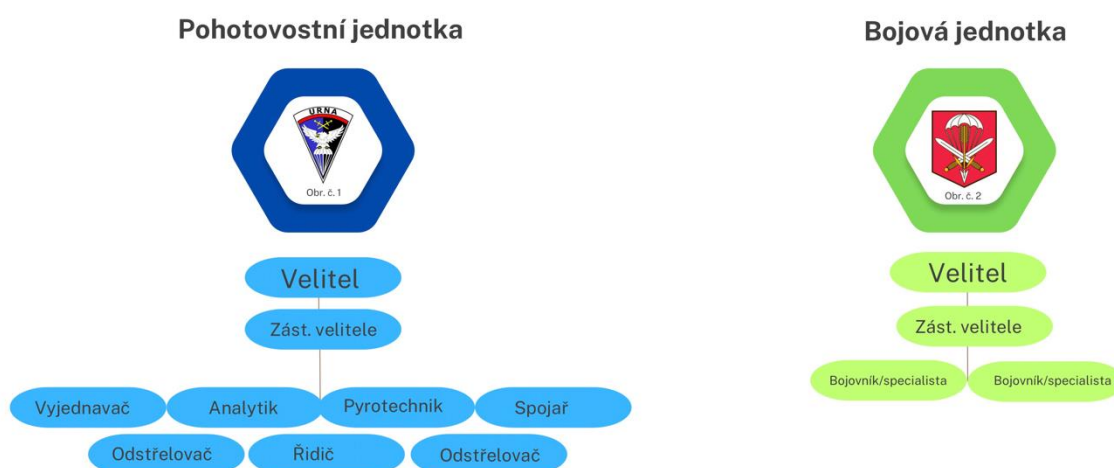 Pohotovostní jednotka
Bojová jednotka
URNA
Obr. č. 1
Obr. č. 2
Velitel
Velitel
Zást. velitele
Zást. velitele
Bojovník/specialista
Bojovník/specialista
Vyjednavač
Analytik
Pyrotechnik
Spojař
Odstřelovač
Řidič
Odstřelovač